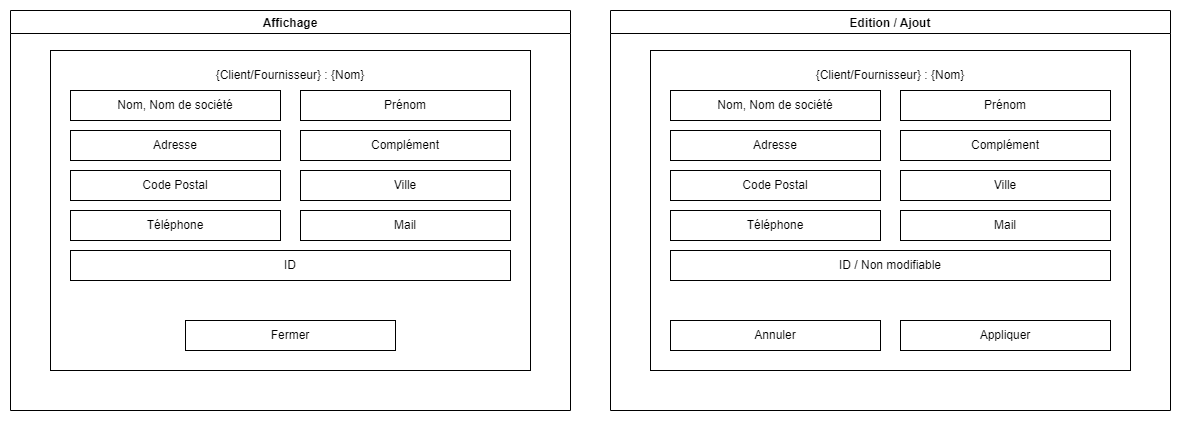 Affichage
{Client/Fournisseur} : {Nom}
Nom, Nom de société
Prénom
Adresse
Complément
Code Postal
Ville
Téléphone
Mail
ID
Fermer
Edition / Ajout
{Client/Fournisseur} : {Nom}
Nom, Nom de société
Prénom
Adresse
Complément
Code Postal
Ville
Téléphone
Mail
ID / Non modifiable
Annuler
Appliquer